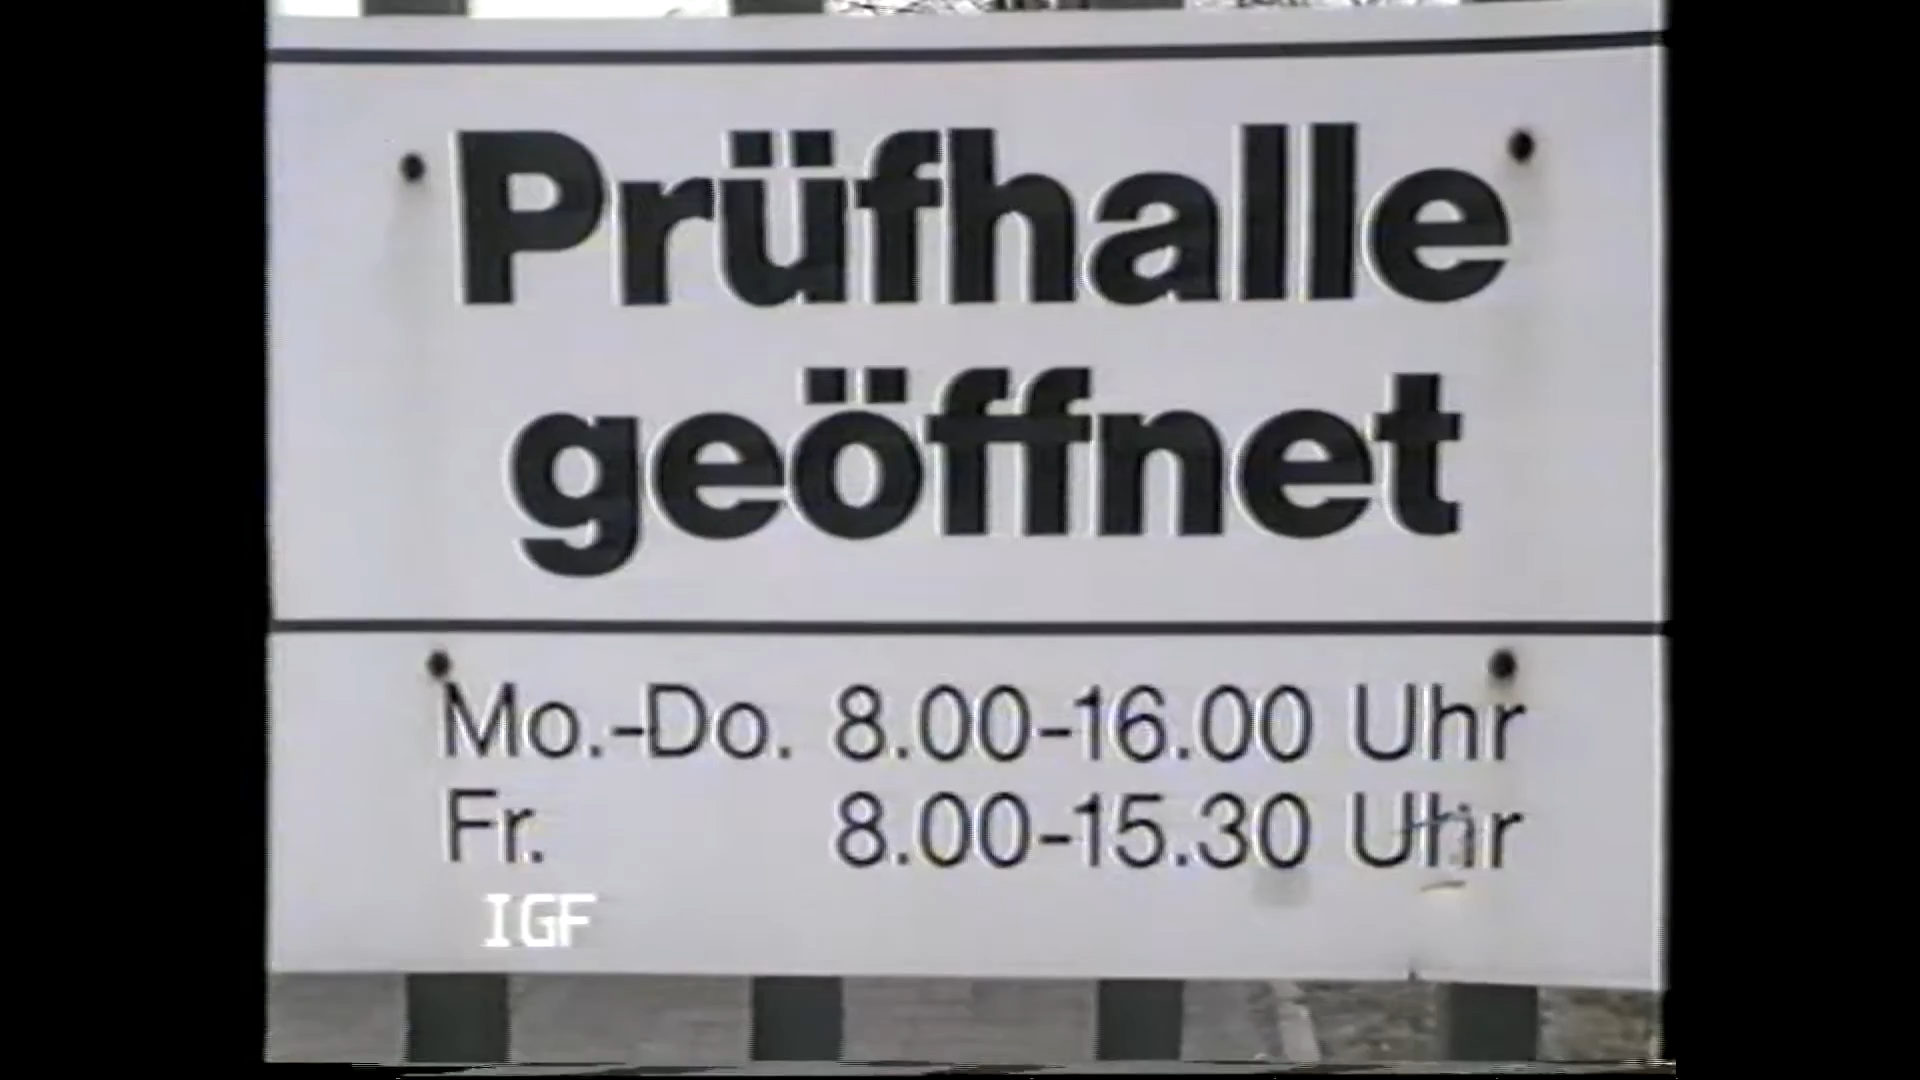 Prüfhalle
geöffnet
Mo.-Do. 8.00-16.00 Uhr
Fr. 8.00-15.30 Uhr
IGF